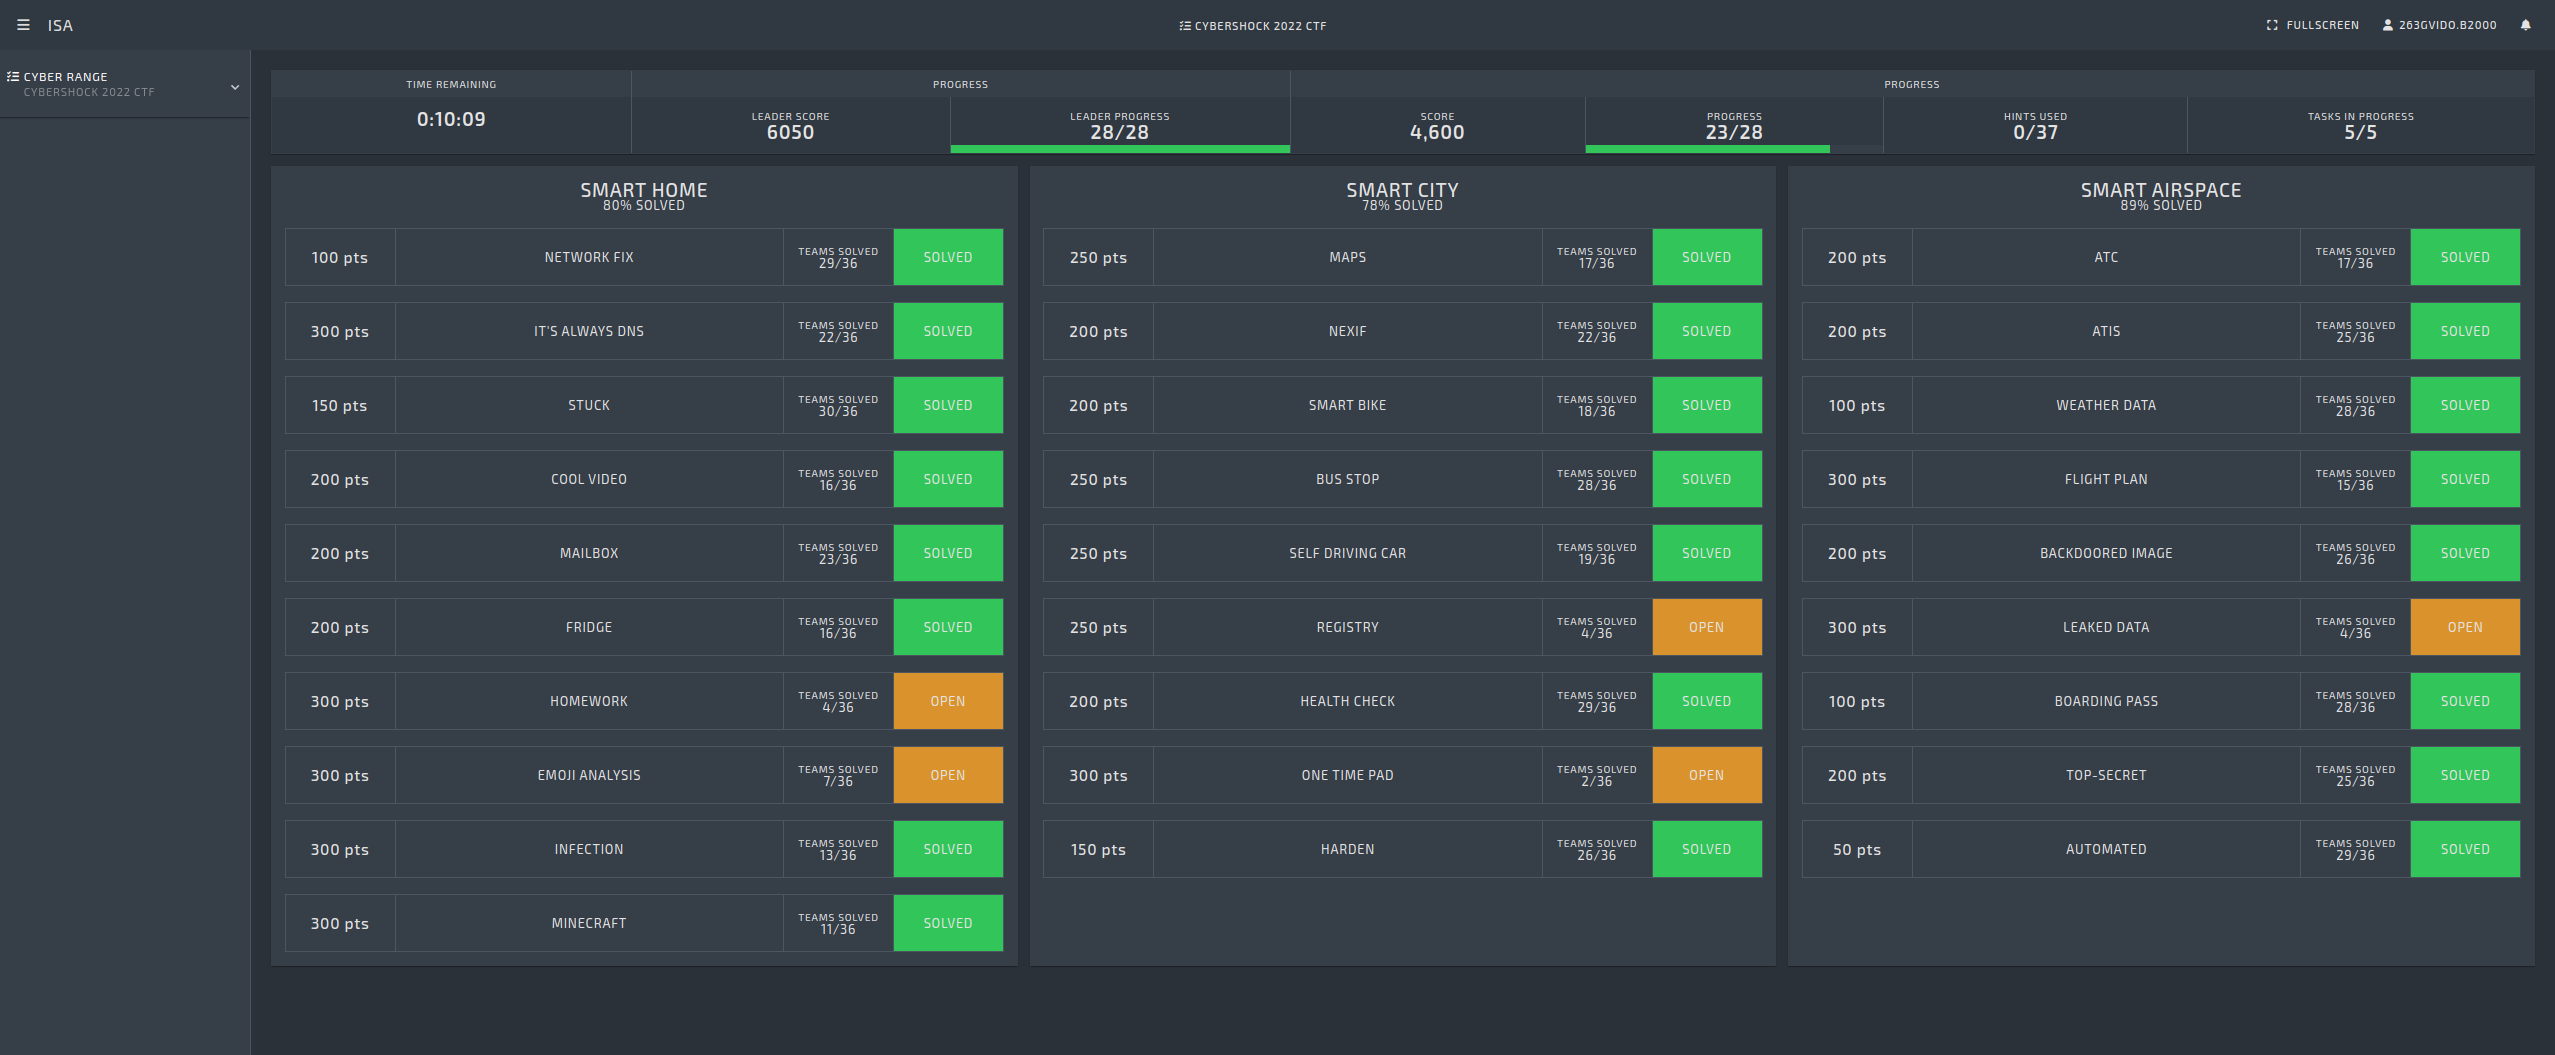 ISA
CYBERSHOCK 2022 CTF
FULLSCREEN
263GVIDO.B2000
CYBER RANGE
CYBERSHOCK 2022 CTF
TIME REMAINING
0:10:09
PROGRESS
LEADER SCORE
6050
LEADER PROGRESS
28/28
PROGRESS
SCORE
4,600
PROGRESS
23/28
HINTS USED
0/37
TASKS IN PROGRESS
5/5
SMART HOME
80% SOLVED
100 pts NETWORK FIX TEAMS SOLVED 29/36 SOLVED
300 pts IT'S ALWAYS DNS TEAMS SOLVED 22/36 SOLVED
150 pts STUCK TEAMS SOLVED 30/36 SOLVED
200 pts COOL VIDEO TEAMS SOLVED 16/36 SOLVED
200 pts MAILBOX TEAMS SOLVED 23/36 SOLVED
200 pts FRIDGE TEAMS SOLVED 16/36 SOLVED
300 pts HOMEWORK TEAMS SOLVED 4/36 OPEN
300 pts EMOJI ANALYSIS TEAMS SOLVED 7/36 OPEN
300 pts INFECTION TEAMS SOLVED 13/36 SOLVED
300 pts MINECRAFT TEAMS SOLVED 11/36 SOLVED
SMART CITY
78% SOLVED
250 pts MAPS TEAMS SOLVED 17/36 SOLVED
200 pts NEXIF TEAMS SOLVED 22/36 SOLVED
200 pts SMART BIKE TEAMS SOLVED 18/36 SOLVED
250 pts BUS STOP TEAMS SOLVED 28/36 SOLVED
250 pts SELF DRIVING CAR TEAMS SOLVED 19/36 SOLVED
250 pts REGISTRY TEAMS SOLVED 4/36 OPEN
200 pts HEALTH CHECK TEAMS SOLVED 29/36 SOLVED
300 pts ONE TIME PAD TEAMS SOLVED 2/36 OPEN
150 pts HARDEN TEAMS SOLVED 26/36 SOLVED
SMART AIRSPACE
89% SOLVED
200 pts ATC TEAMS SOLVED 17/36 SOLVED
200 pts ATIS TEAMS SOLVED 25/36 SOLVED
100 pts WEATHER DATA TEAMS SOLVED 28/36 SOLVED
300 pts FLIGHT PLAN TEAMS SOLVED 15/36 SOLVED
200 pts BACKDOORED IMAGE TEAMS SOLVED 26/36 SOLVED
300 pts LEAKED DATA TEAMS SOLVED 4/36 OPEN
100 pts BOARDING PASS TEAMS SOLVED 28/36 SOLVED
200 pts TOP-SECRET TEAMS SOLVED 25/36 SOLVED
50 pts AUTOMATED TEAMS SOLVED 29/36 SOLVED